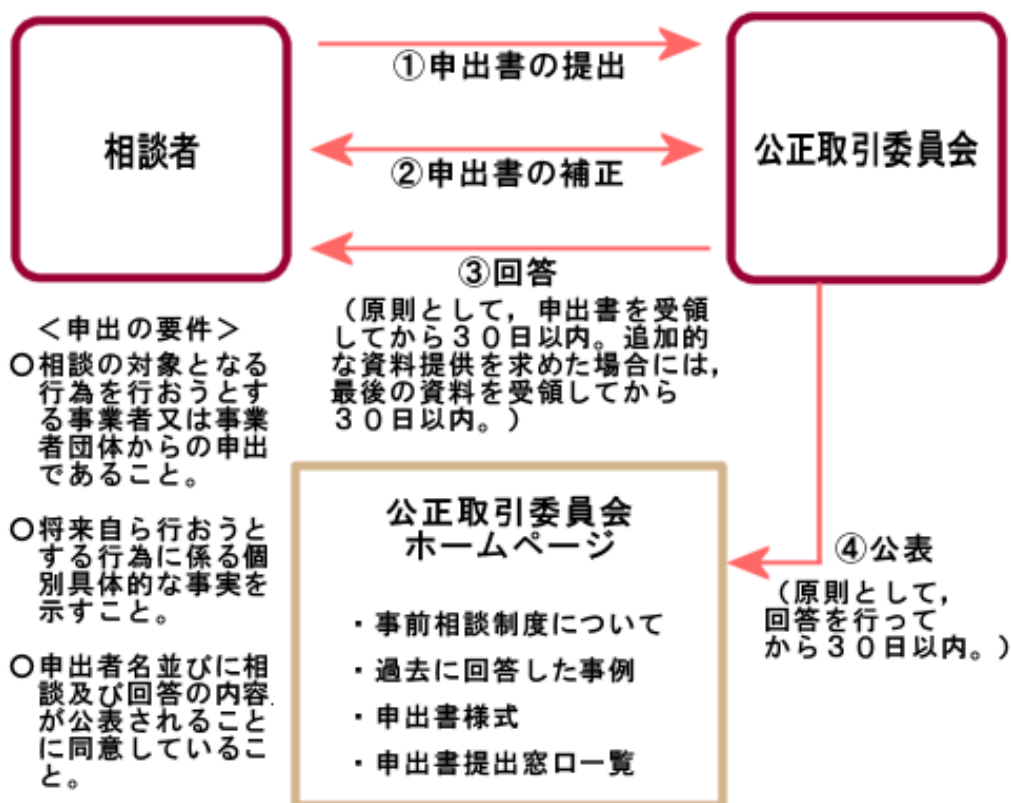 ①申出書の提出
相談者
公正取引委員会
②申出書の補正
③回答
(原則として,申出書を受領
してから30日以内。追加的
な資料提供を求めた場合には,
最後の資料を受領してから
30日以内。)
<申出の要件>
○相談の対象となる
行為を行おうとす
る事業者又は事業
者団体からの申出
であること。
○将来自ら行おうと
する行為に係る個
別具体的な事実を
示すこと。
○申出者名並びに相
談及び回答の内容
が公表されること
に同意しているこ
と。
公正取引委員会
ホームページ
・事前相談制度について
・過去に回答した事例
・申出書様式
・申出書提出窓口一覧
④公表
(原則として,
回答を行って
から30日以内。)